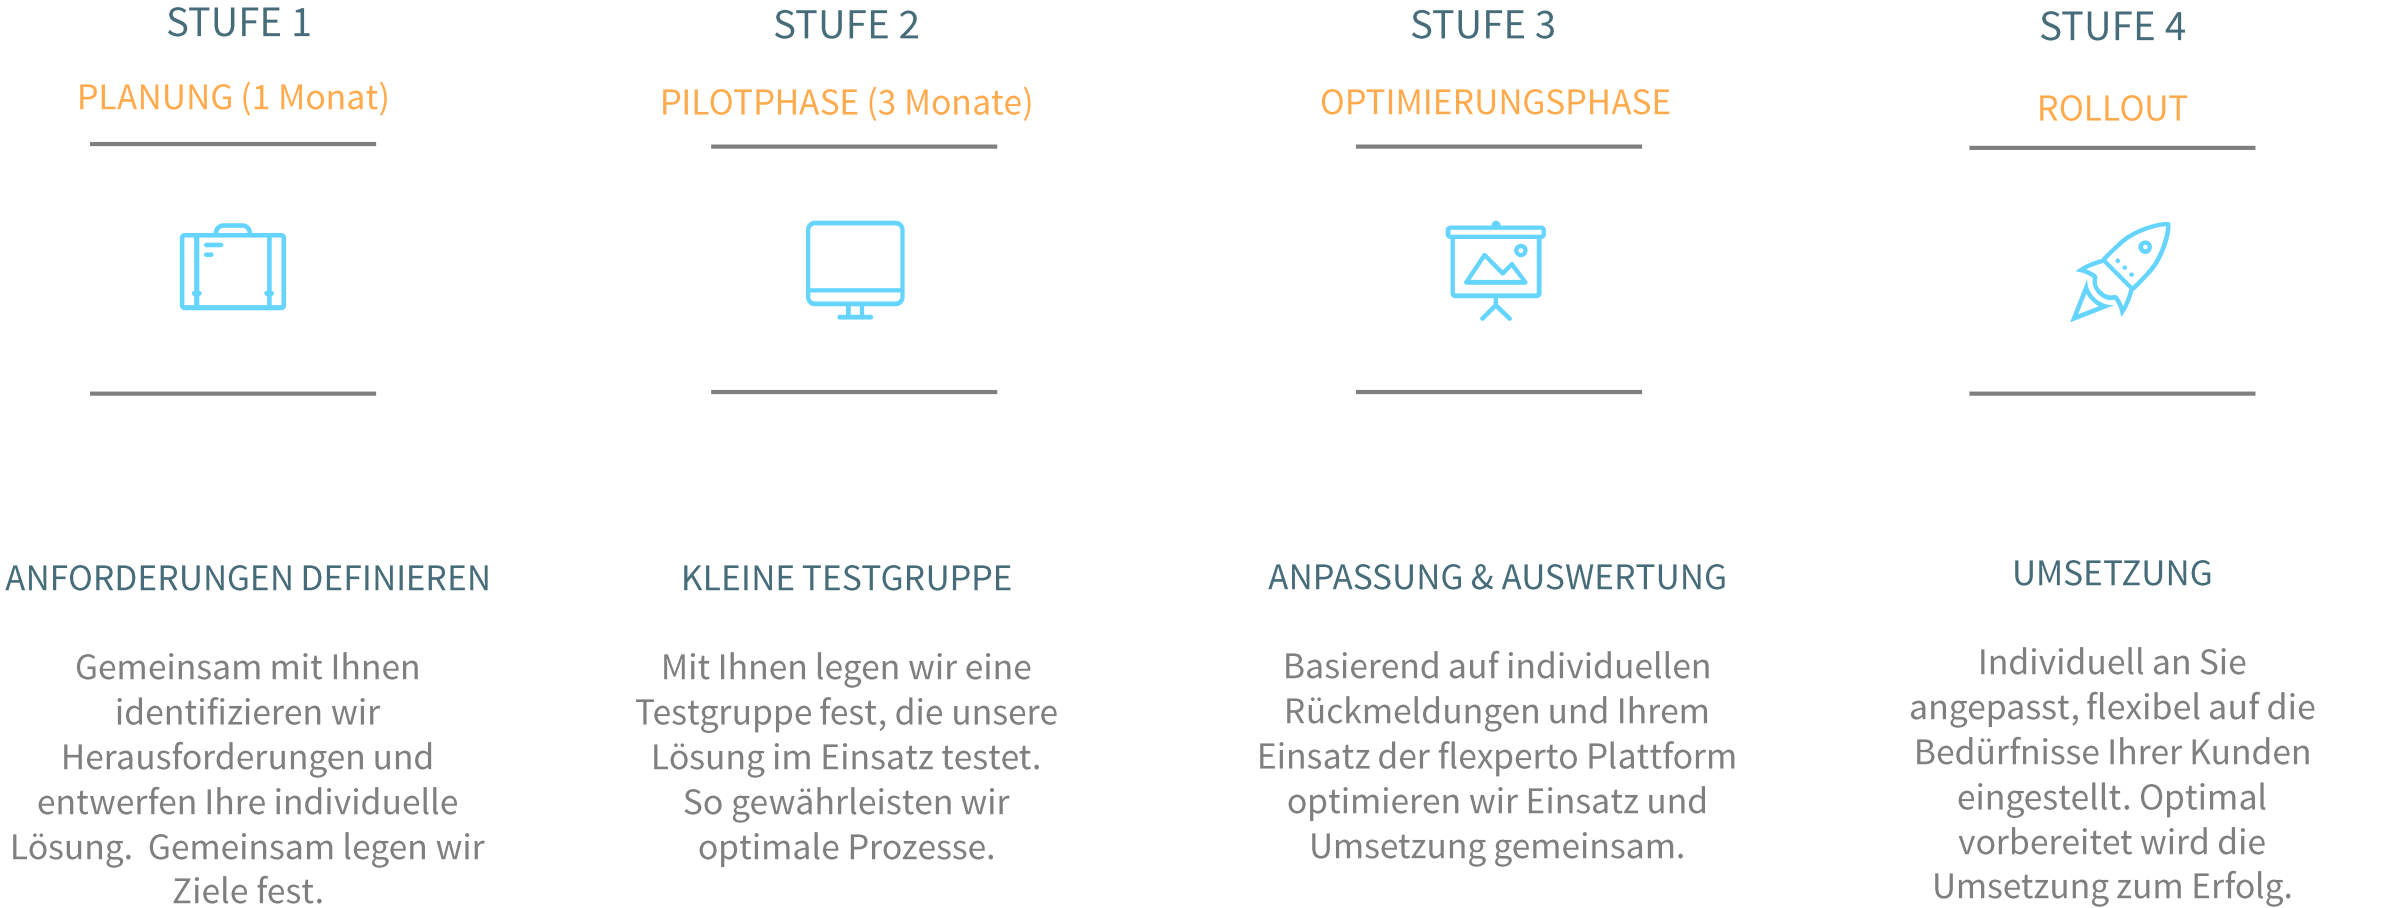 STUFE 1
PLANUNG (1 Monat)
ANFORDERUNGEN DEFINIEREN
Gemeinsam mit Ihnen
identifizieren wir
Herausforderungen und
entwerfen Ihre individuelle
Lösung.  Gemeinsam legen wir
Ziele fest.
STUFE 2
PILOTPHASE (3 Monate)
KLEINE TESTGRUPPE
Mit Ihnen legen wir eine
Testgruppe fest, die unsere
Lösung im Einsatz testet.
So gewährleisten wir
optimale Prozesse.
STUFE 3
OPTIMIERUNGSPHASE
ANPASSUNG & AUSWERTUNG
Basierend auf individuellen
Rückmeldungen und Ihrem
Einsatz der flexperto Plattform
optimieren wir Einsatz und
Umsetzung gemeinsam.
STUFE 4
ROLLOUT
UMSETZUNG
Individuell an Sie
angepasst, flexibel auf die
Bedürfnisse Ihrer Kunden
eingestellt. Optimal
vorbereitet wird die
Umsetzung zum Erfolg.